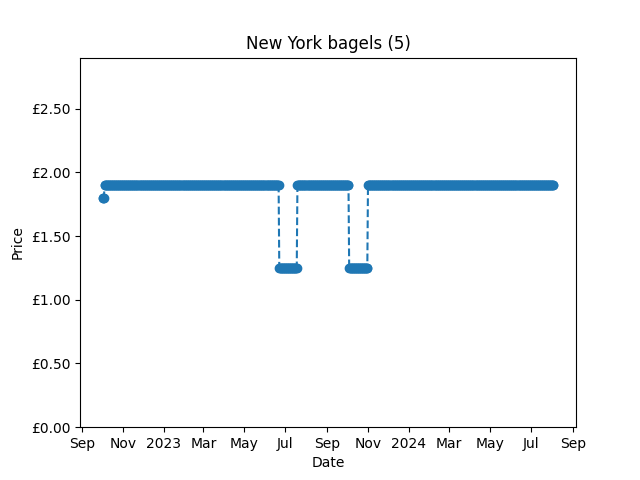 New York bagels (5)
£2.50
£2.00
£1.50
£1.00
£0.50
£0.00
Price
Sep Nov 2023 Mar May Jul Sep Nov 2024 Mar May Jul Sep
Date